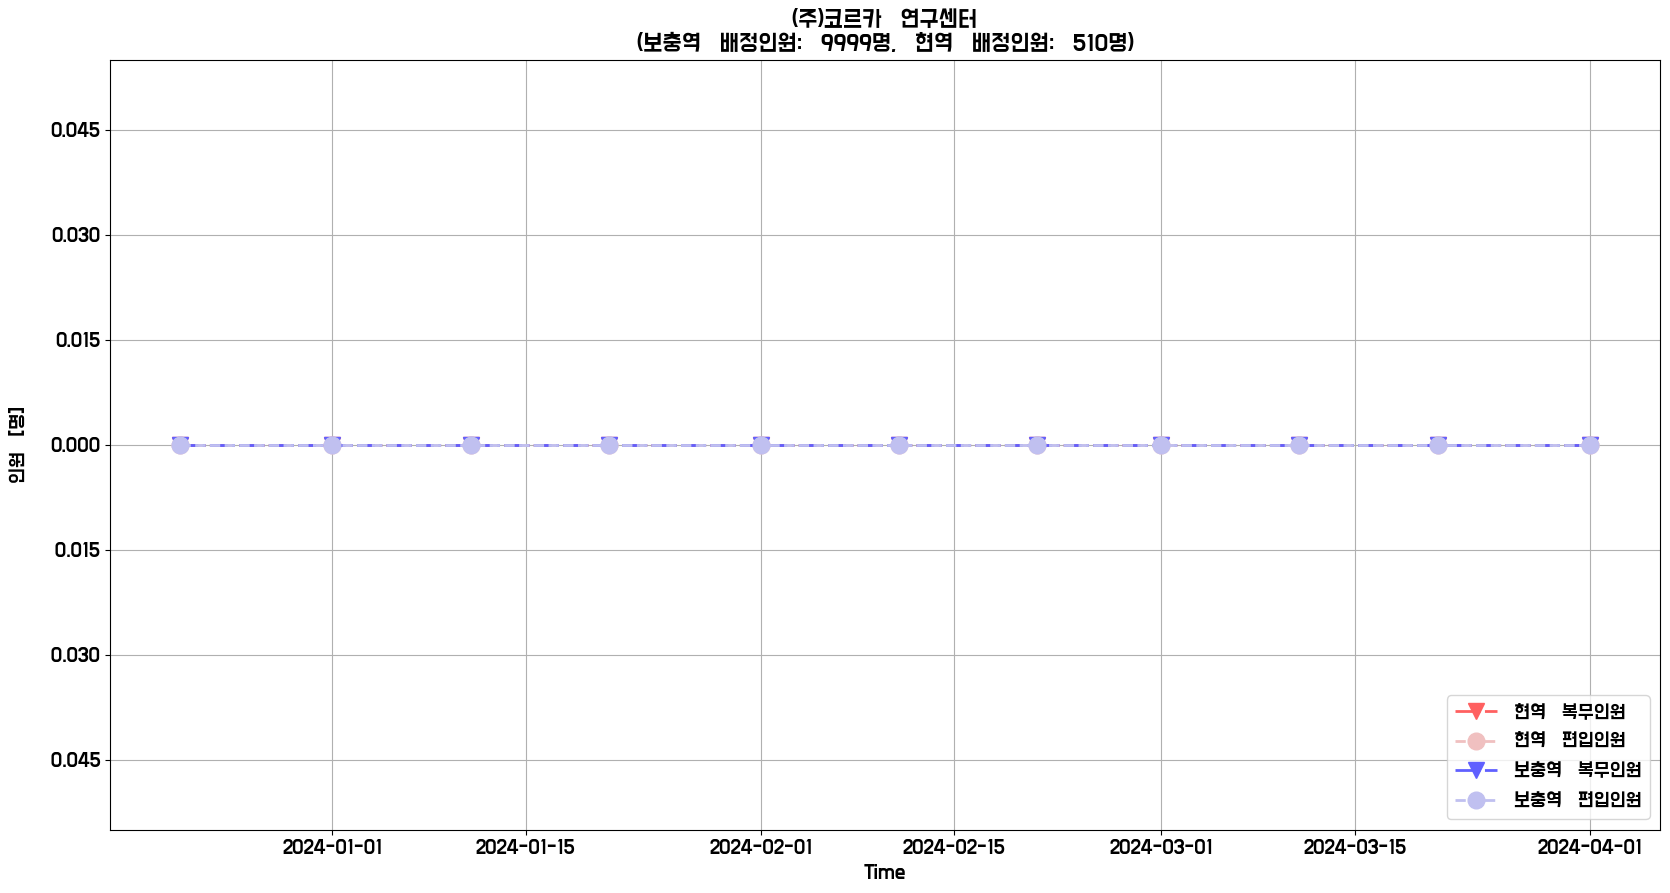 (주)코르카 연구센터
(보충역 배정인원: 9999명, 현역 배정인원: 510명)
0.045
0.030
0.015
0.000
0.015
0.030
0.045
인원 [명]
현역 복무인원
현역 편입인원
보충역 복무인원
보충역 편입인원
2024-01-01 2024-01-15 2024-02-01 2024-02-15 2024-03-01 2024-03-15 2024-04-01
Time